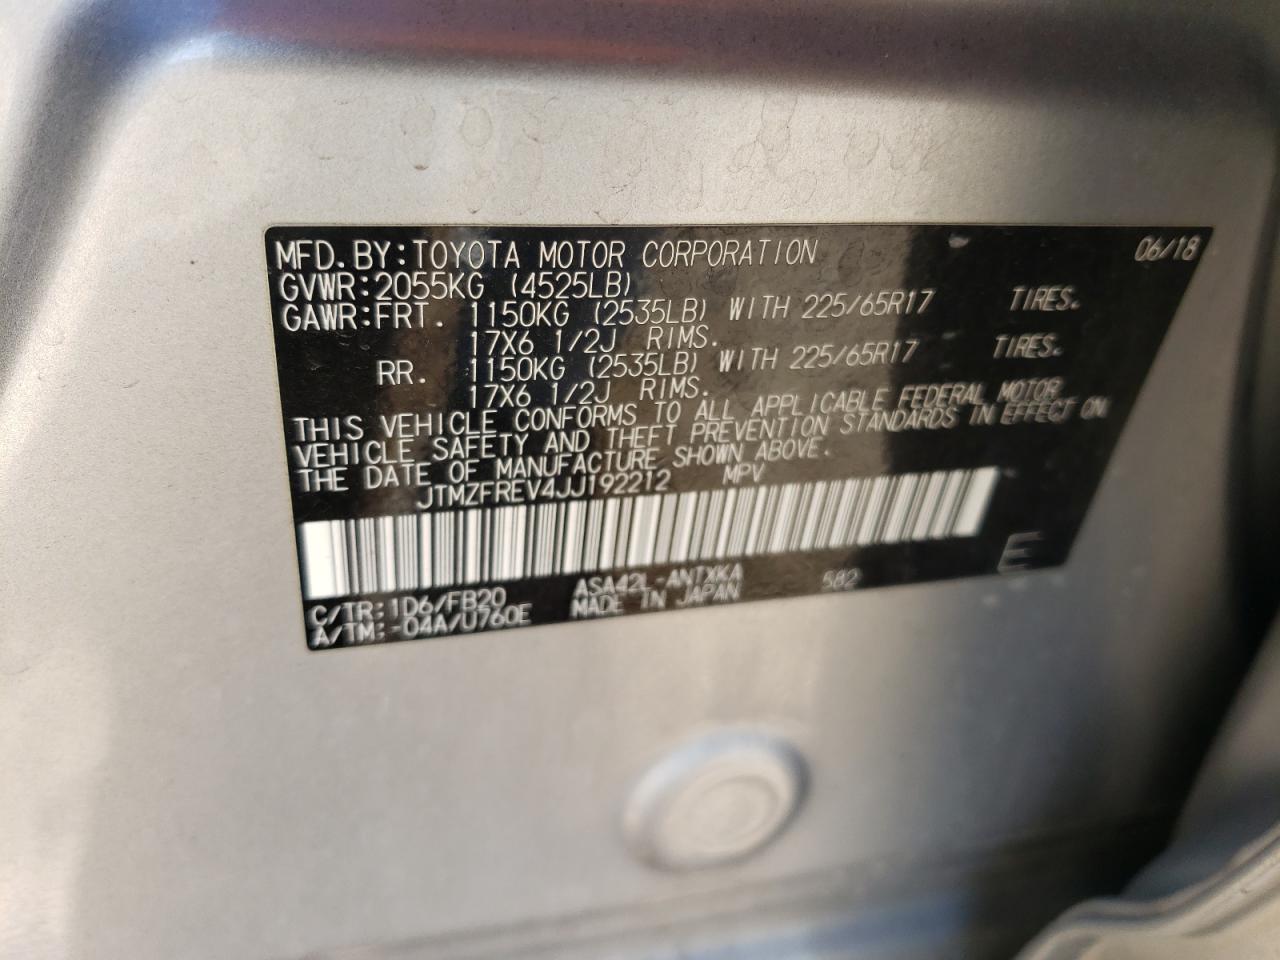 MFD. BY: TOYOTA MOTOR CORPORATION 06/18
GVWR: 2055KG (4525LB)
GAWR: FRT. 1150KG (2535LB) WITH 225/65R17 TIRES.
17X6 1/2J RIMS.
RR. 1150KG (2535LB) WITH 225/65R17 TIRES.
17X6 1/2J RIMS.
THIS VEHICLE CONFORMS TO ALL APPLICABLE FEDERAL MOTOR
VEHICLE SAFETY AND THEFT PREVENTION STANDARDS IN EFFECT ON
THE DATE OF MANUFACTURE SHOWN ABOVE.
JTMZFREV4JJ192212 MPV
C/TR: 1D6/FB20 ASA42L-ANTXKA 582 E
A/TM: -04A/U760E MADE IN JAPAN